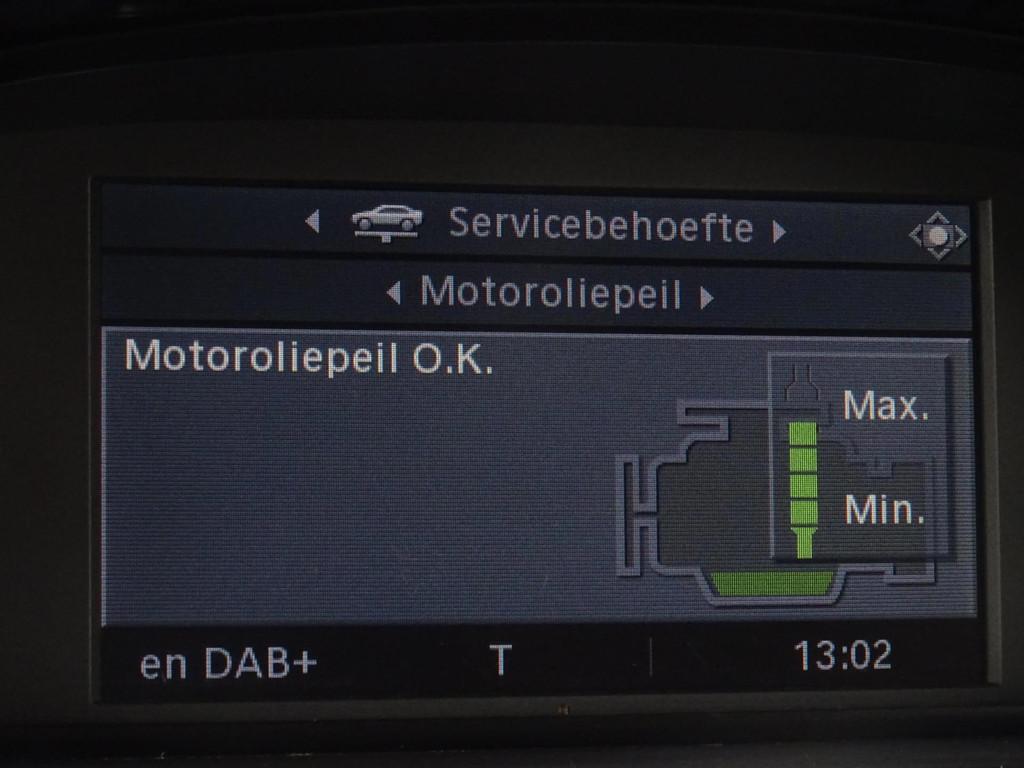 Servicebehoefte
Motoroliepeil
Motoroliepeil O.K.
Max.
Min.
en DAB+ T 13:02